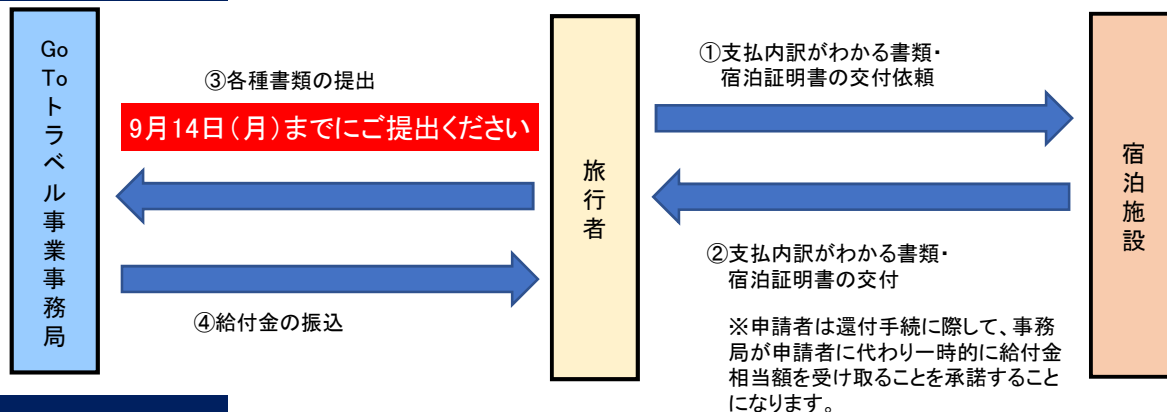 Go Toトラベル事業事務局
③各種書類の提出
9月14日(月)までにご提出ください
④給付金の振込
旅行者
①支払内訳がわかる書類・
宿泊証明書の交付依頼
②支払内訳がわかる書類・
宿泊証明書の交付
※申請者は還付手続に際して、事務
局が申請者に代わり一時的に給付金
相当額を受け取ることを承諾すること
になります。
宿泊施設